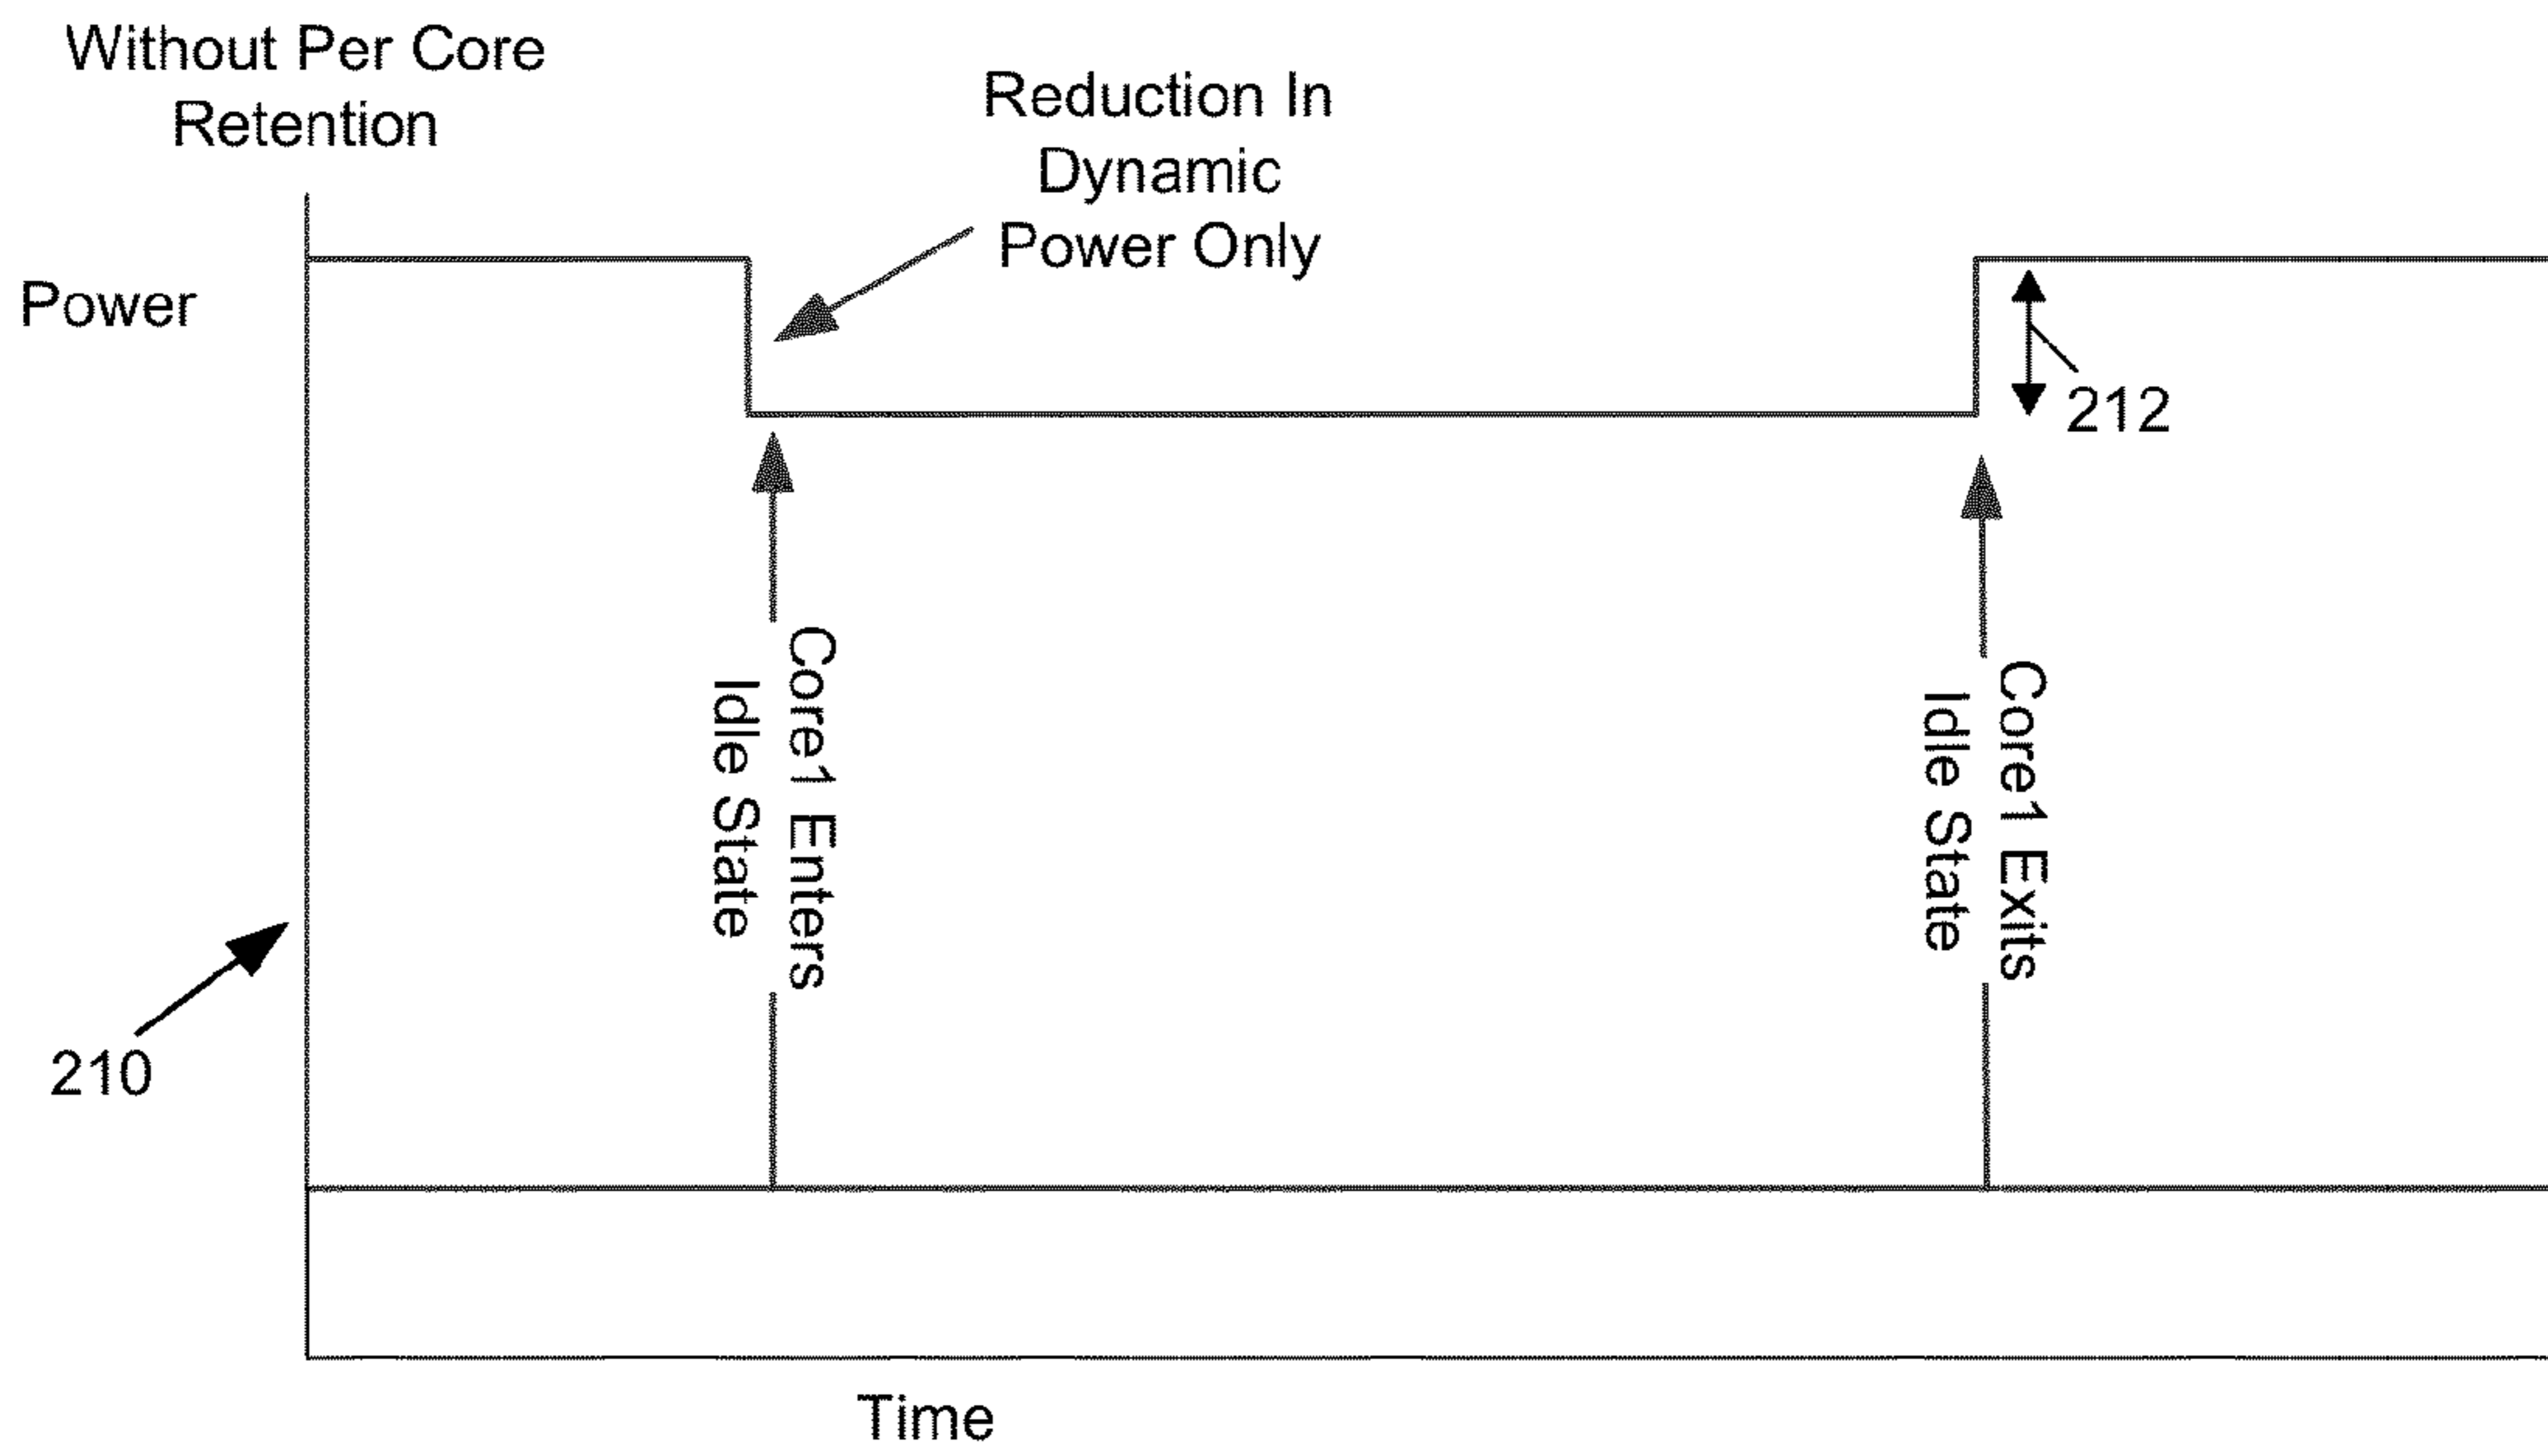 Without Per Core
Retention
Reduction In
Dynamic
Power Only
Power
212
Core1 Enters
Idle State
Core1 Exits
Idle State
210
Time